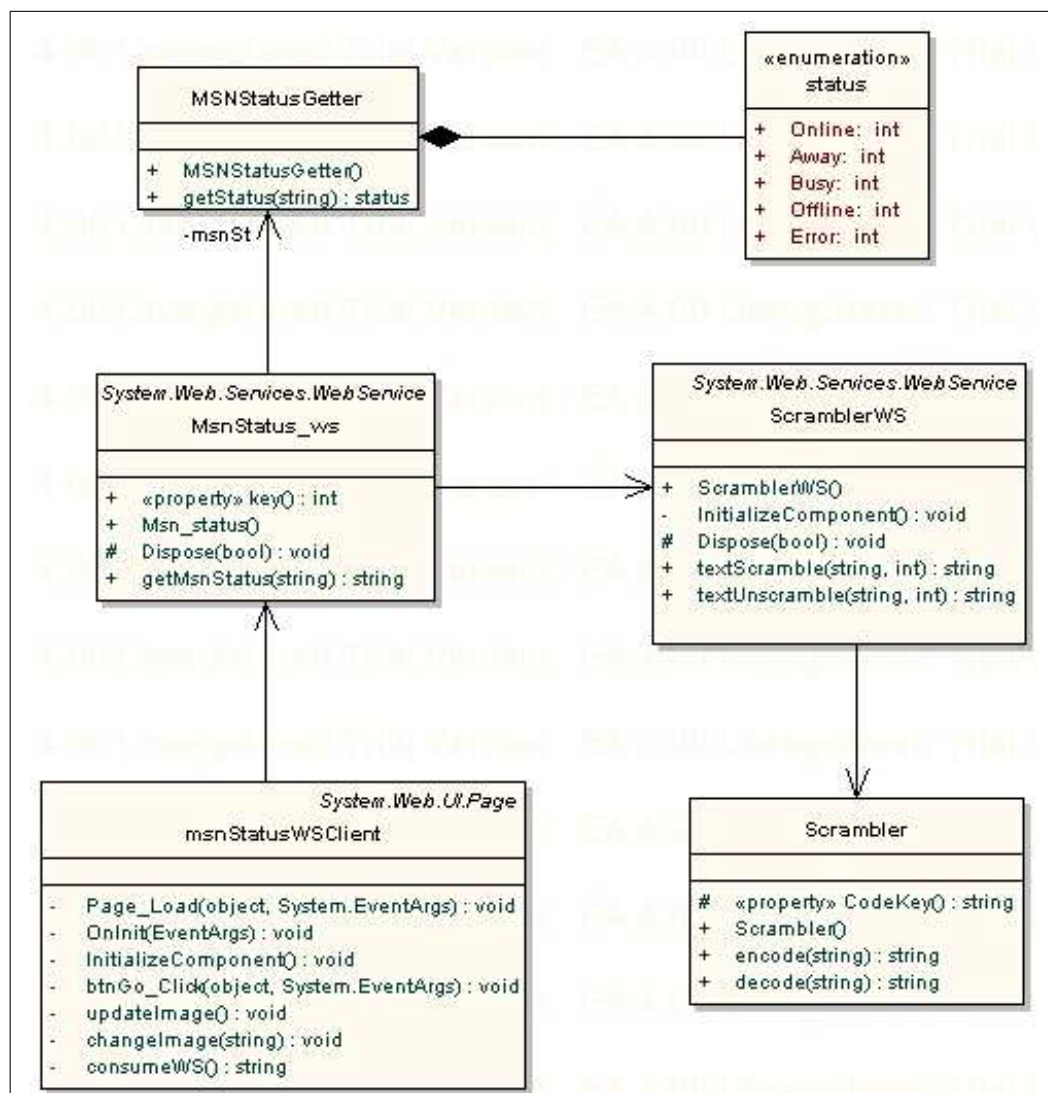 «enumeration»
status
+ Online: int
+ Away: int
+ Busy: int
+ Offline: int
+ Error: int
MSNStatusGetter
+ MSNStatusGetter()
+ getStatus(string) : status
-msnSt
System.Web.Services.WebService
MsnStatus_ws
+ «property» key() : int
+ Msn_status()
# Dispose(bool) : void
+ getMsnStatus(string) : string
System.Web.Services.WebService
ScramblerWS
+ ScramblerWS()
- InitializeComponent() : void
# Dispose(bool) : void
+ textScramble(string, int) : string
+ textUnscramble(string, int) : string
System.Web.UI.Page
msnStatusWSClient
- Page_Load(object, System.EventArgs) : void
- OnInit(EventArgs) : void
- InitializeComponent() : void
- btnGo_Click(object, System.EventArgs) : void
- updateImage() : void
- changeImage(string) : void
- consumeWS() : string
Scrambler
# «property» CodeKey() : string
+ Scrambler()
+ encode(string) : string
+ decode(string) : string